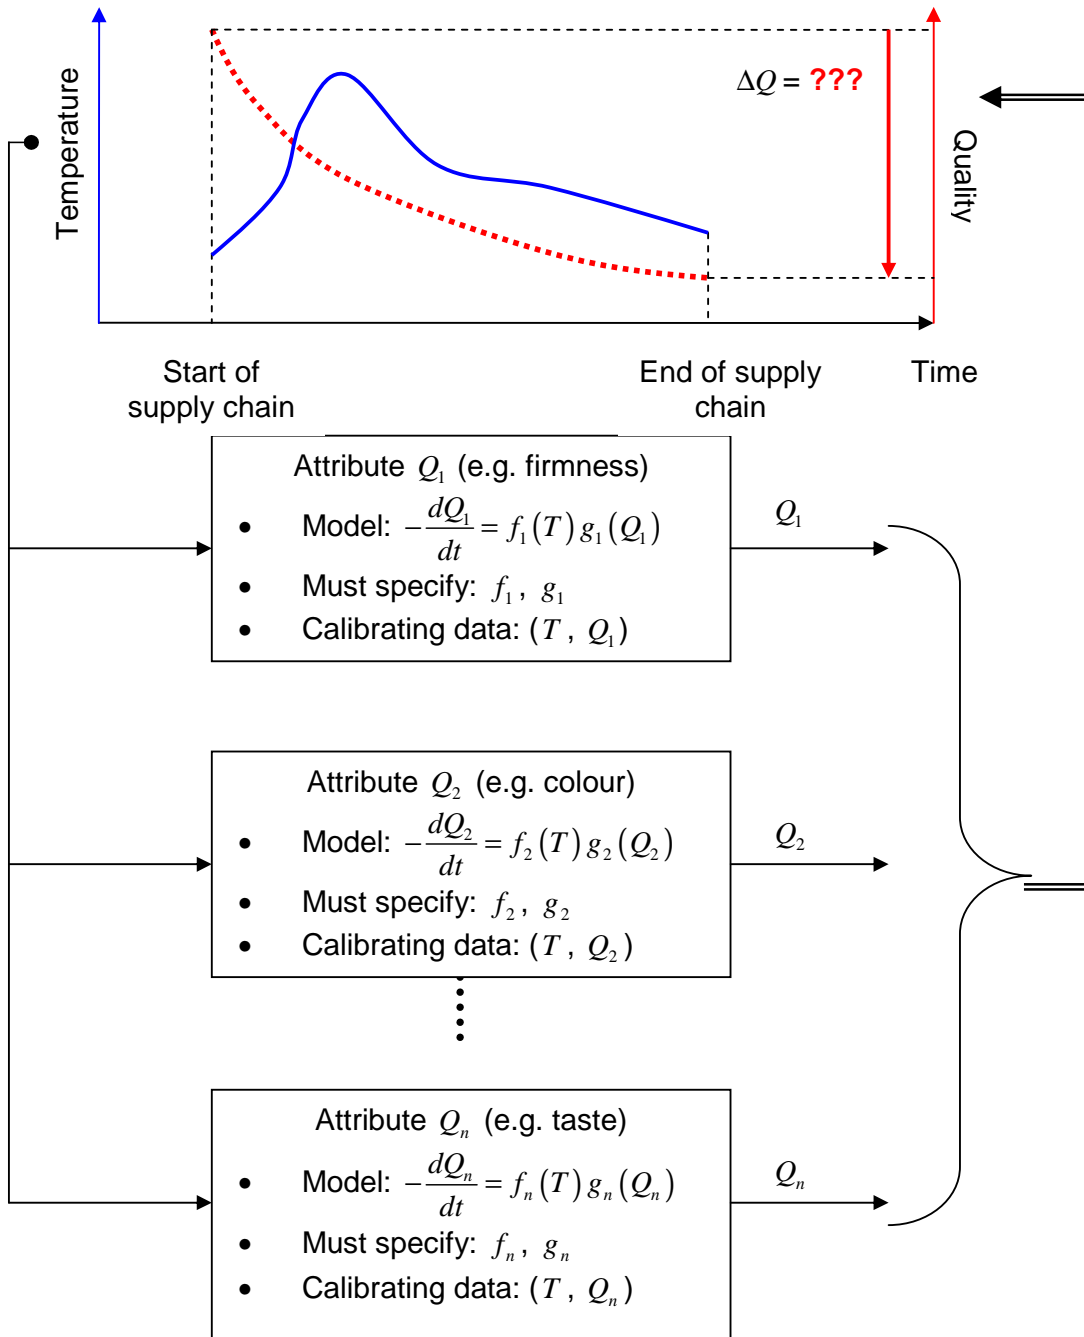 Temperature
ΔQ = ???
Quality
Start of
supply chain
End of supply
chain
Time
Attribute Q₁ (e.g. firmness)
• Model: −dQ₁/dt = f₁(T) g₁(Q₁)
• Must specify: f₁, g₁
• Calibrating data: (T, Q₁)
Q₁
Attribute Q₂ (e.g. colour)
• Model: −dQ₂/dt = f₂(T) g₂(Q₂)
• Must specify: f₂, g₂
• Calibrating data: (T, Q₂)
Q₂
Attribute Qₙ (e.g. taste)
• Model: −dQₙ/dt = fₙ(T) gₙ(Qₙ)
• Must specify: fₙ, gₙ
• Calibrating data: (T, Qₙ)
Qₙ